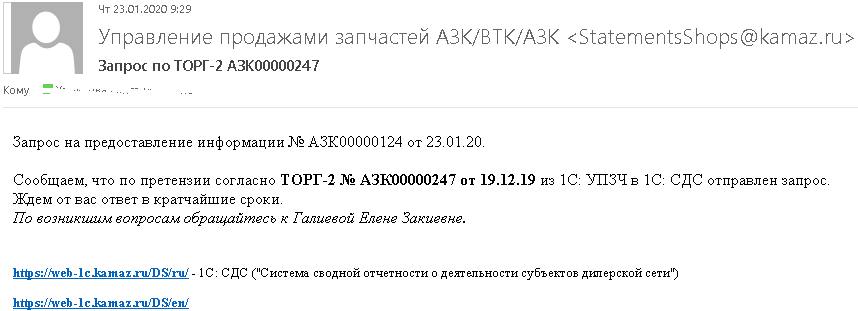 Чт 23.01.2020 9:29
Управление продажами запчастей АЗК/ВТК/АЗК <StatementsShops@kamaz.ru>
Запрос по ТОРГ-2 АЗК00000247
Кому
Запрос на предоставление информации № АЗК00000124 от 23.01.20.
Сообщаем, что по претензии согласно ТОРГ-2 № АЗК00000247 от 19.12.19 из 1С: УПЗЧ в 1С: СДС отправлен запрос.
Ждем от вас ответ в кратчайшие сроки.
По возникшим вопросам обращайтесь к Галиевой Елене Закиевне.
https://web-1c.kamaz.ru/DS/ru/ - 1С: СДС ("Система сводной отчетности о деятельности субъектов дилерской сети")
https://web-1c.kamaz.ru/DS/en/